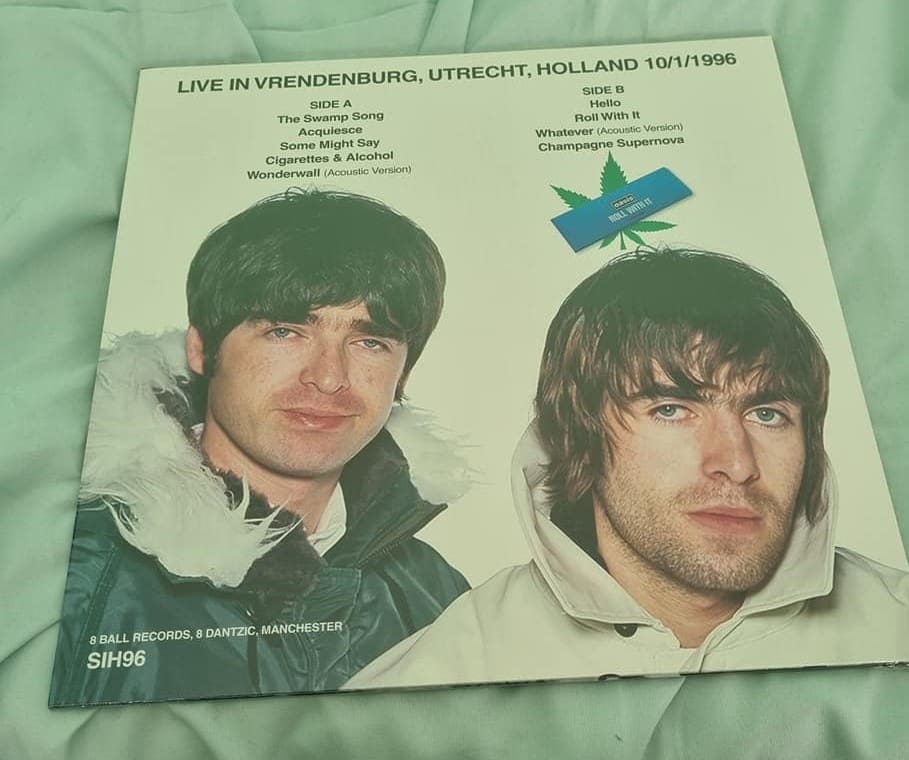 LIVE IN VRENDENBURG, UTRECHT, HOLLAND 10/1/1996
SIDE A
The Swamp Song
Acquiesce
Some Might Say
Cigarettes & Alcohol
Wonderwall (Acoustic Version)
SIDE B
Hello
Roll With It
Whatever (Acoustic Version)
Champagne Supernova
oasis
ROLL WITH IT
8 BALL RECORDS, 8 DANTZIC, MANCHESTER
SIH96